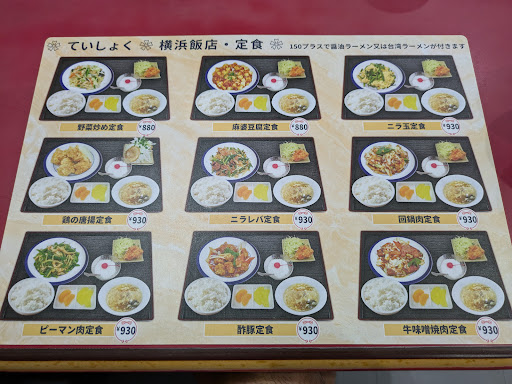 ていしょく 横浜飯店・定食 150プラスで醤油ラーメン又は台湾ラーメンが付きます
野菜炒め定食 ¥880
麻婆豆腐定食 ¥880
ニラ玉定食 ¥930
鶏の唐揚定食 ¥930
ニラレバ定食 ¥930
回鍋肉定食 ¥930
ピーマン肉定食 ¥930
酢豚定食 ¥930
牛味噌焼肉定食 ¥930